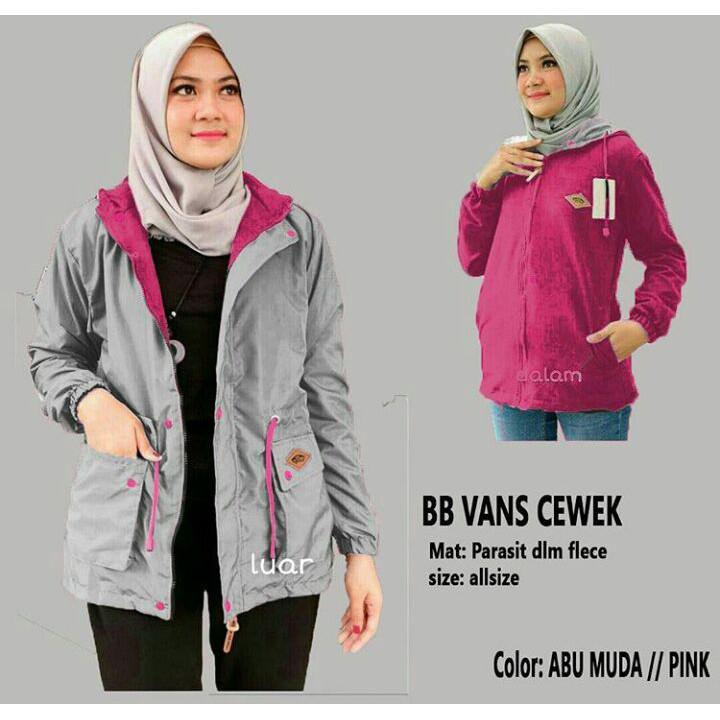 dalam
luar
BB VANS CEWEK
Mat: Parasit dlm flece
size: allsize
Color: ABU MUDA // PINK